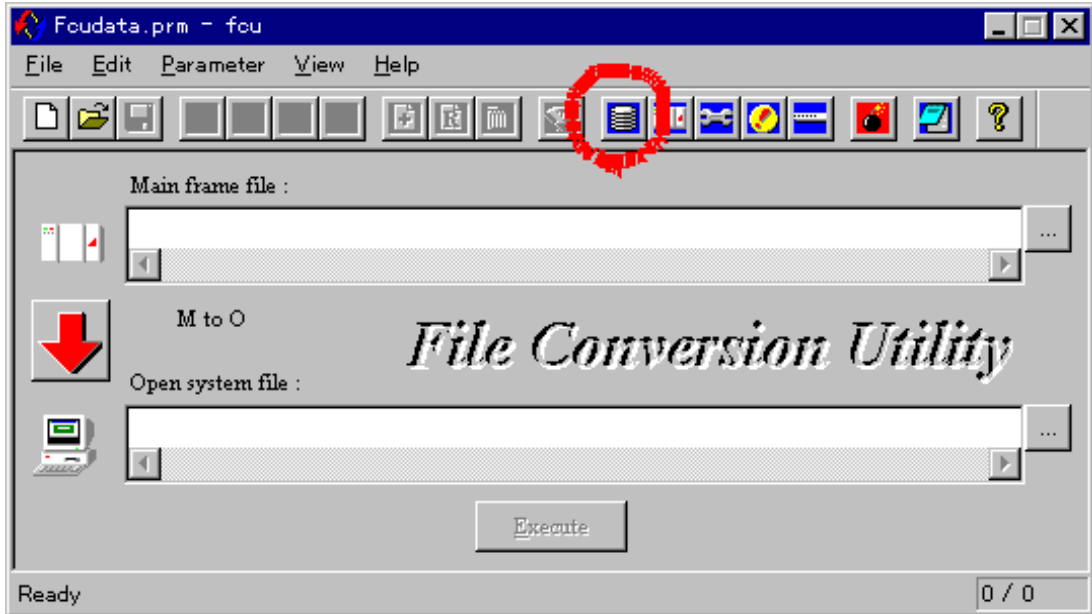 Fcudata.prm - fcu
File Edit Parameter View Help
R ?
Main frame file :
...
M to O
File Conversion Utility
Open system file :
...
Execute
Ready 0 / 0